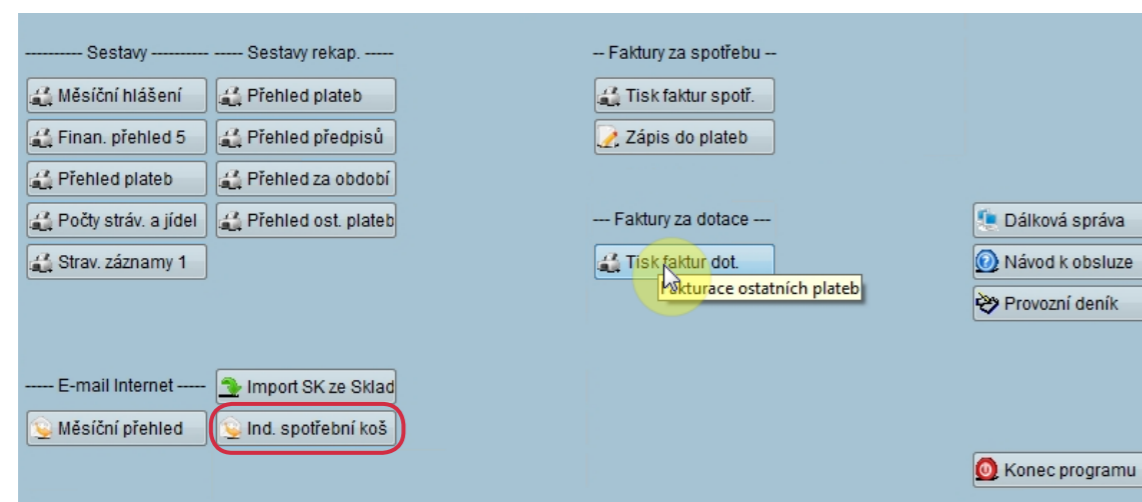 ---------- Sestavy ----------
----- Sestavy rekap. -----
-- Faktury za spotřebu --
Měsíční hlášení
Přehled plateb
Tisk faktur spotř.
Finan. přehled 5
Přehled předpisů
Zápis do plateb
Přehled plateb
Přehled za období
Počty stráv. a jídel
Přehled ost. plateb
--- Faktury za dotace ---
Dálková správa
Strav. záznamy 1
Tisk faktur dot.
Návod k obsluze
ostatních plateb
Provozní deník
----- E-mail Internet -----
Import SK ze Sklad
Měsíční přehled
Ind. spotřební koš
Konec programu